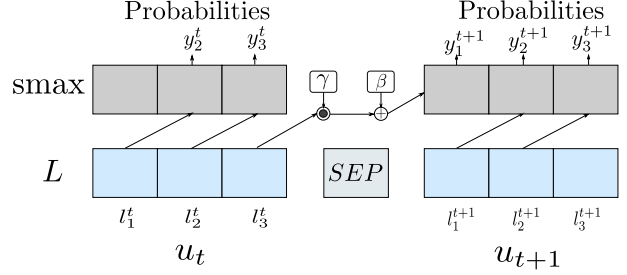 Probabilities Probabilities
y_2^t y_3^t y_1^{t+1} y_2^{t+1} y_3^{t+1}
smax γ β
L SEP
l_1^t l_2^t l_3^t l_1^{t+1} l_2^{t+1} l_3^{t+1}
u_t u_{t+1}